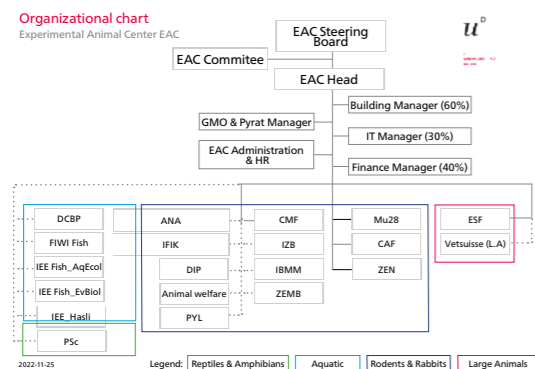 Organizational chart
Experimental Animal Center EAC
u
b
EAC Steering
Board
EAC Commitee
EAC Head
Building Manager (60%)
GMO & Pyrat Manager
IT Manager (30%)
EAC Administration
& HR
Finance Manager (40%)
DCBP
ANA
CMF
Mu28
ESF
FIWI Fish
IFIK
IZB
CAF
Vetsuisse (L.A)
IEE Fish_AqEcol
DIP
IBMM
ZEN
IEE Fish_EvBiol
Animal welfare
ZEMB
IEE_Hasli
PYL
PSc
2022-11-25
Legend:
Reptiles & Amphibians
Aquatic
Rodents & Rabbits
Large Animals